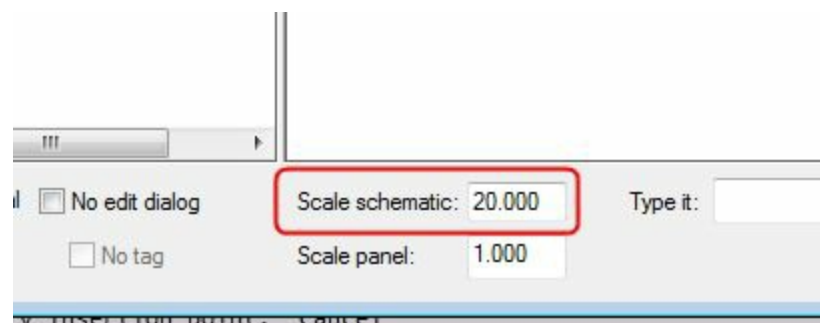 No edit dialog
Scale schematic: 20.000
Type it:
No tag
Scale panel: 1.000